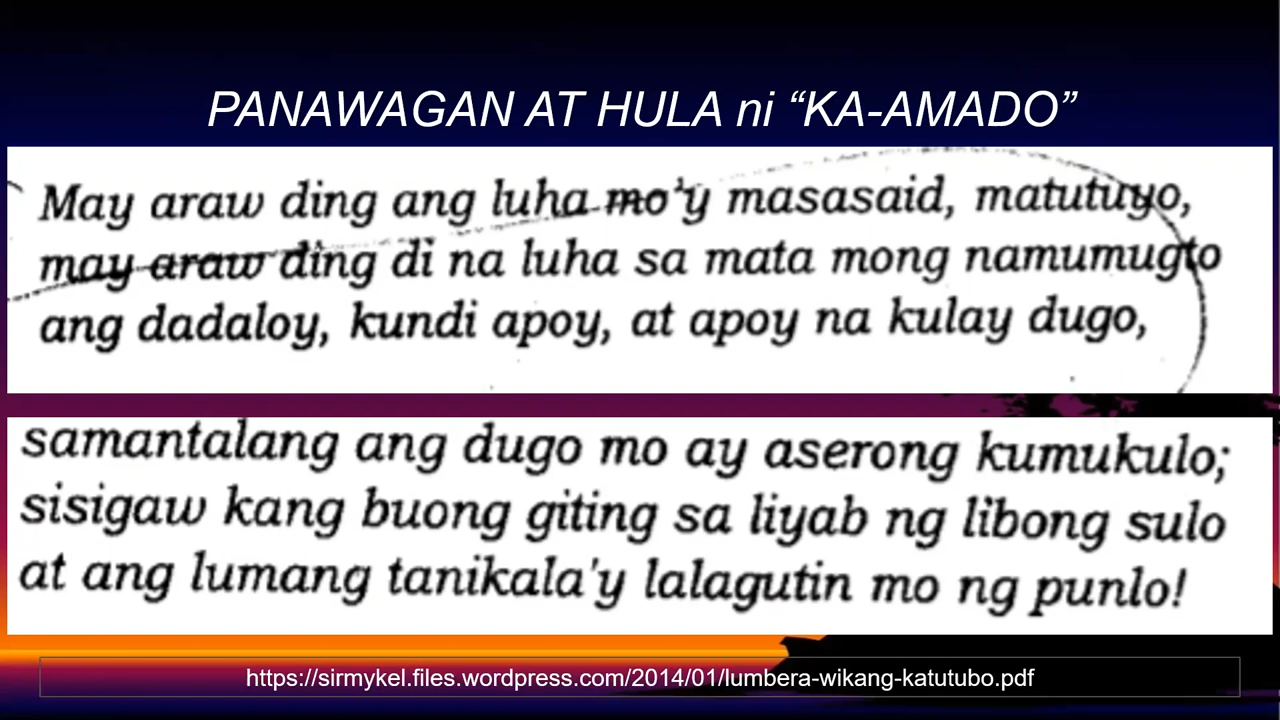 PANAWAGAN AT HULA ni “KA-AMADO”
May araw ding ang luha mo’y masasaid, matutuyo,
may araw ding di na luha sa mata mong namumugto
ang dadaloy, kundi apoy, at apoy na kulay dugo,
samantalang ang dugo mo ay aserong kumukulo;
sisigaw kang buong giting sa liyab ng libong sulo
at ang lumang tanikala'y lalagutin mo ng punlo!
https://sirmykel.files.wordpress.com/2014/01/lumbera-wikang-katutubo.pdf